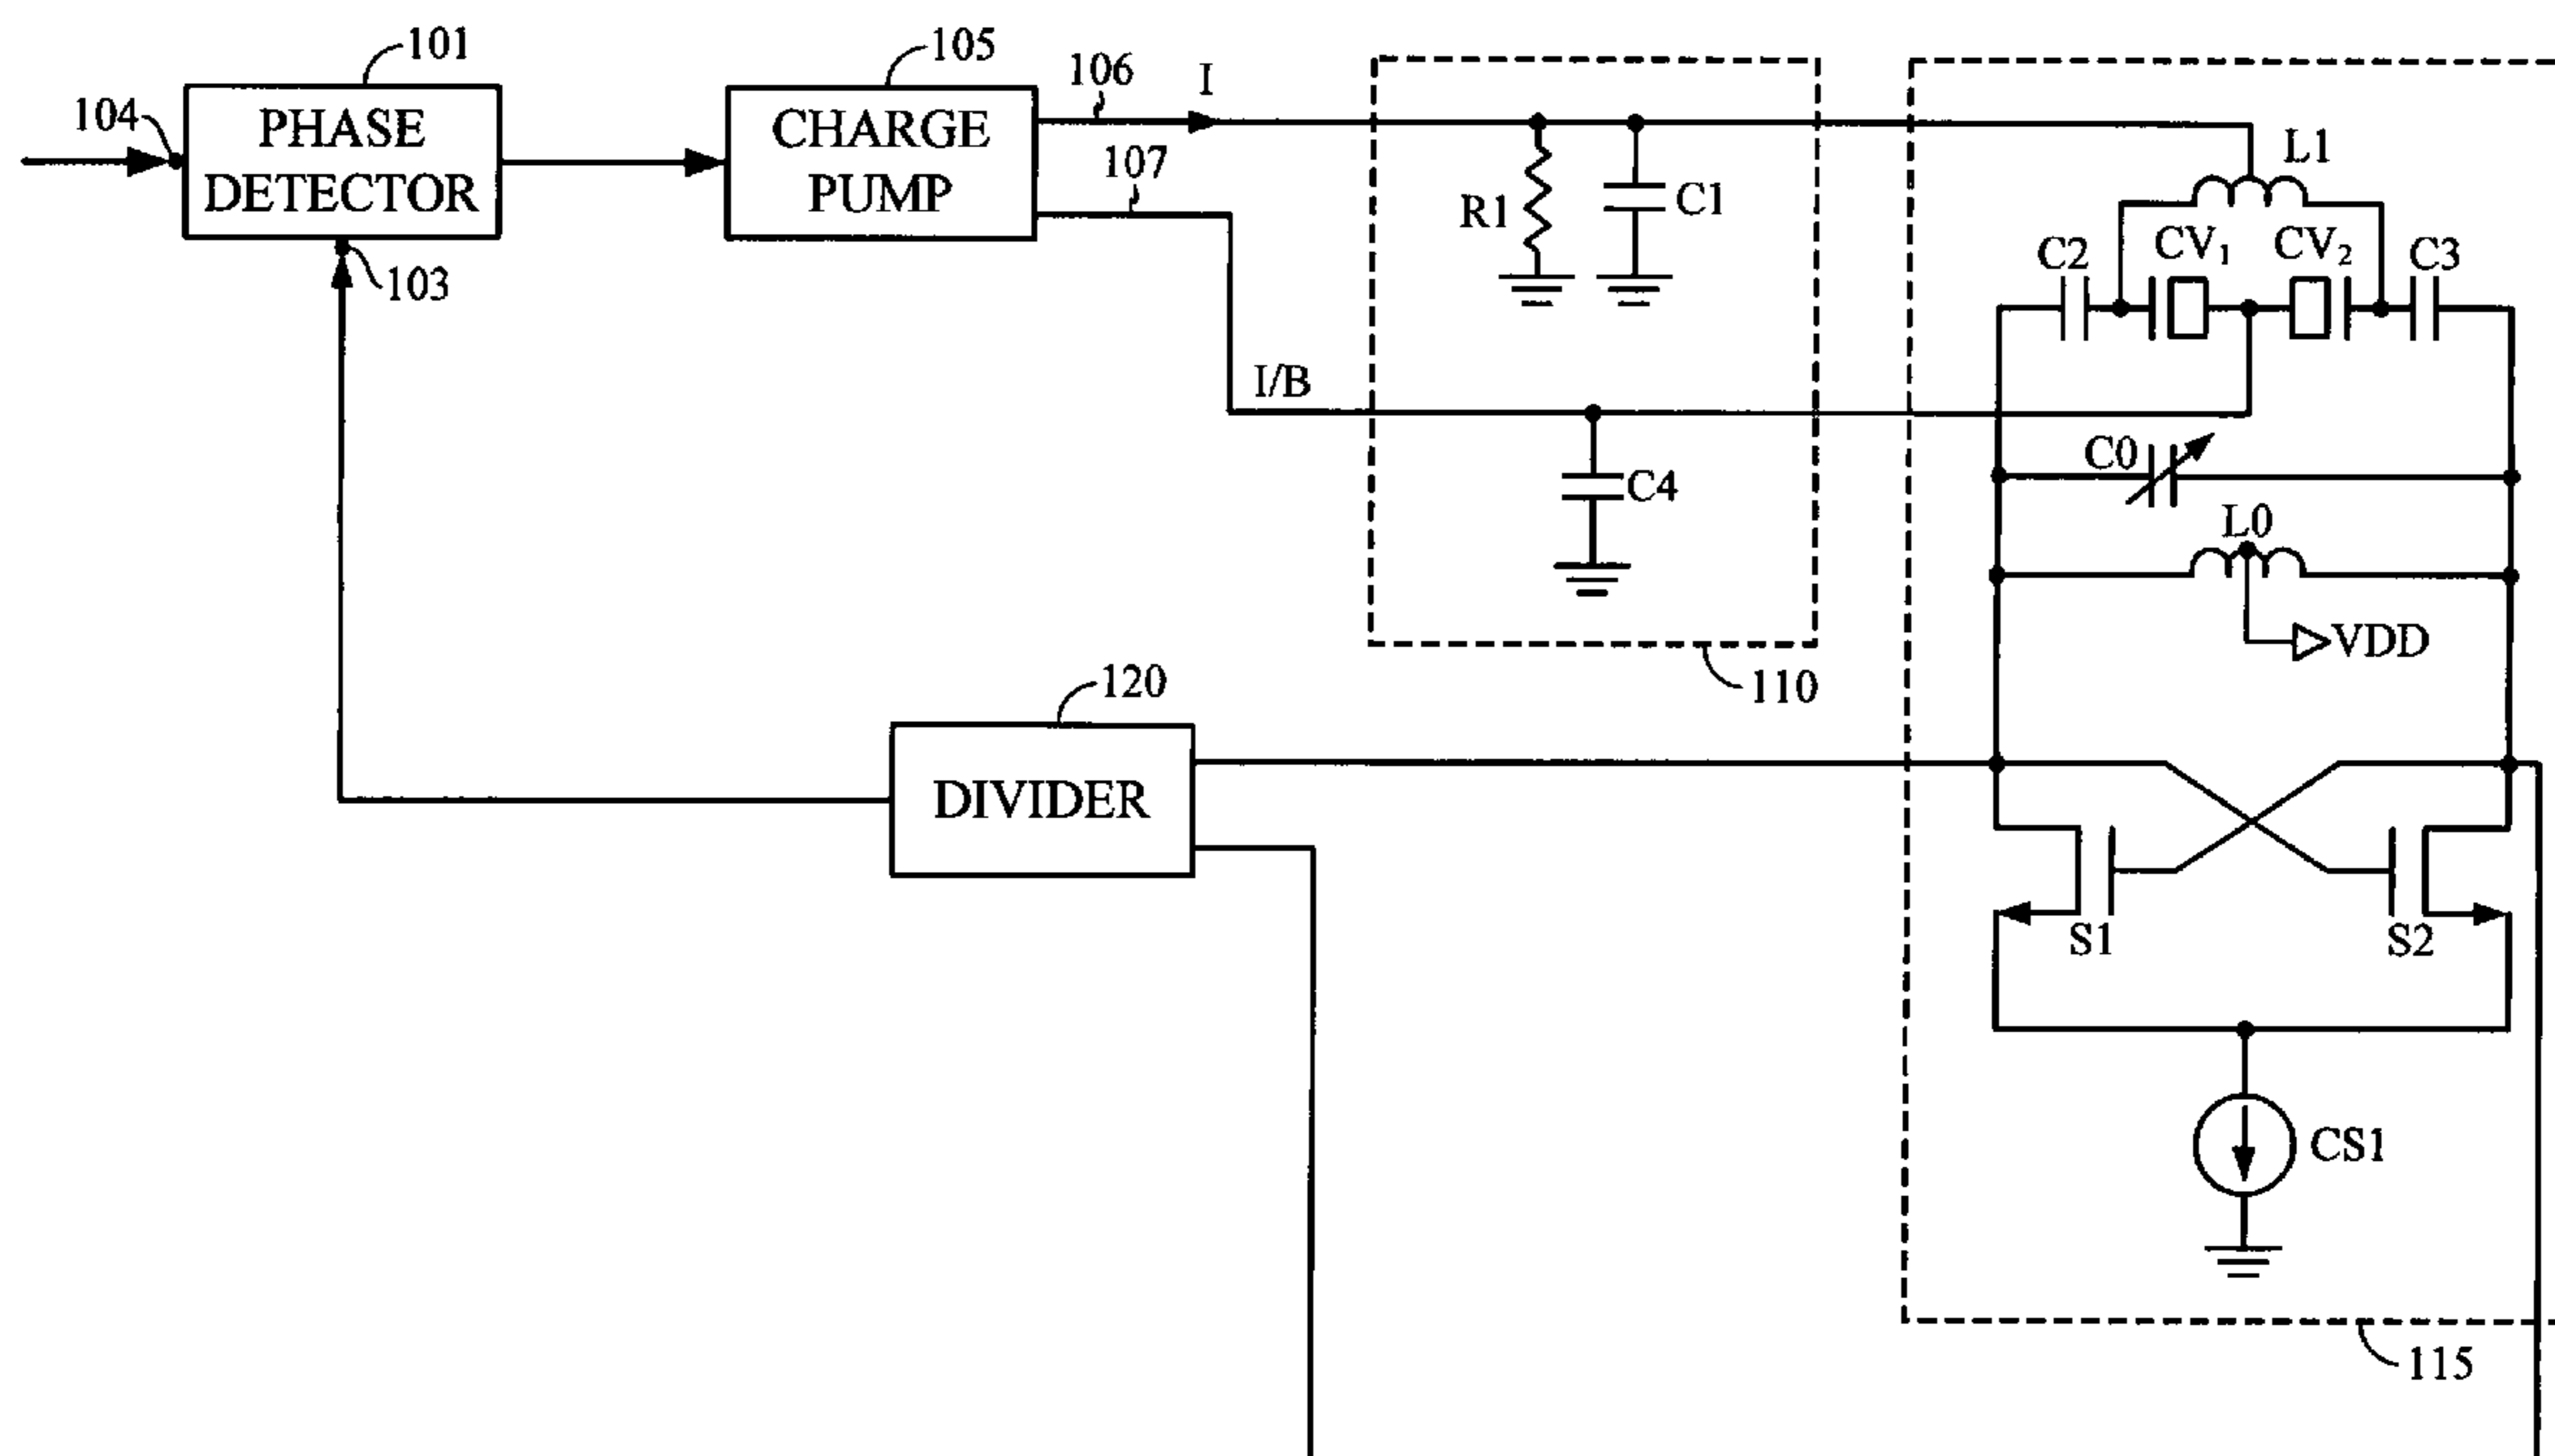 101
105
106
I
104
PHASE
DETECTOR
CHARGE
PUMP
107
103
R1
C1
L1
C2
CV₁
CV₂
C3
I/B
C4
C0
L0
VDD
110
120
DIVIDER
S1
S2
CS1
115